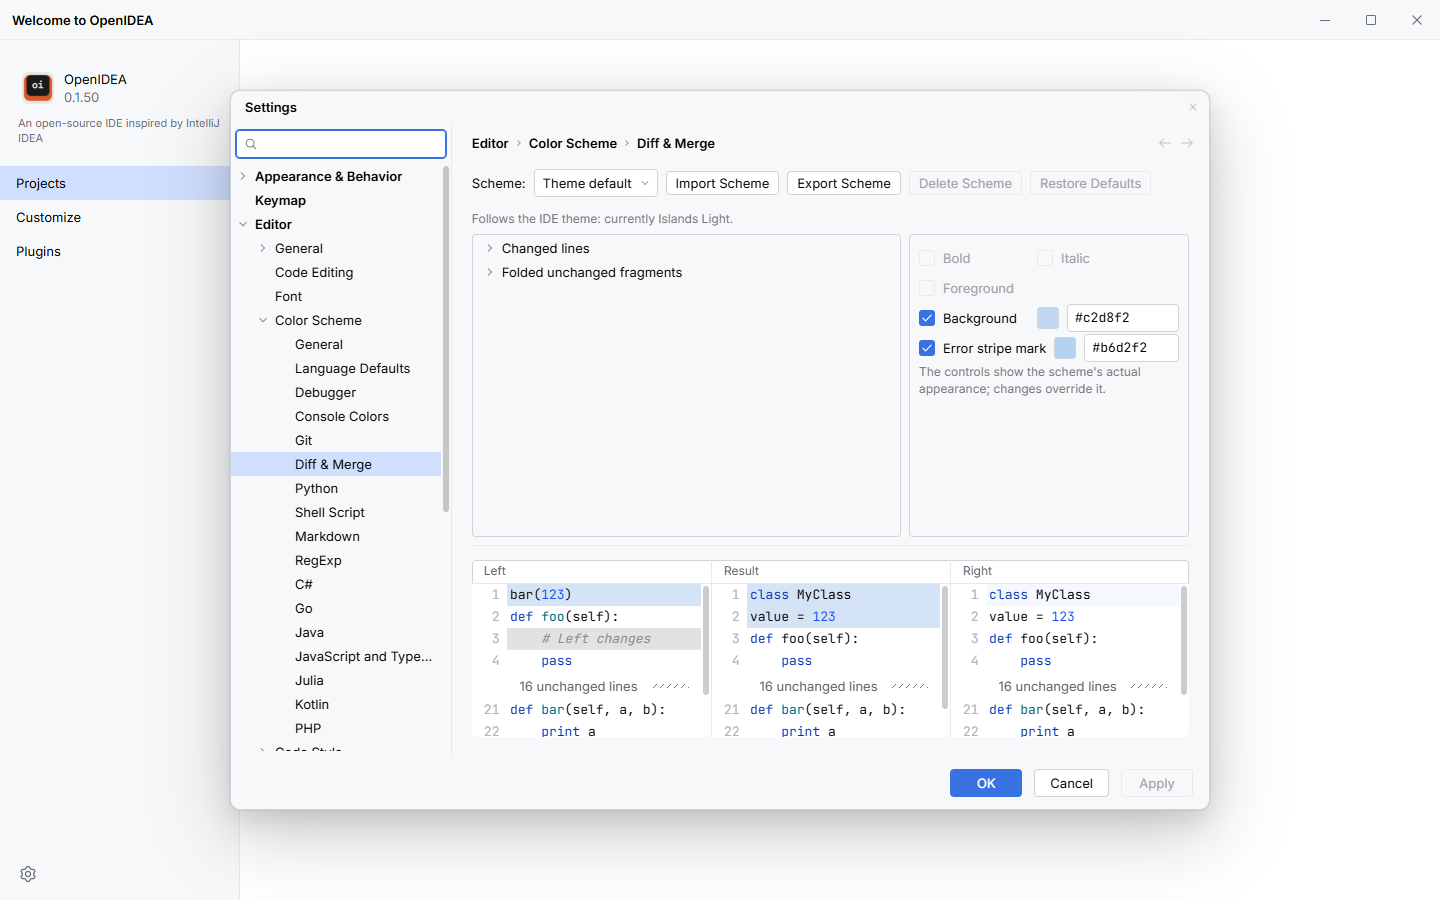 Welcome to OpenIDEA
oi
OpenIDEA
0.1.50
An open-source IDE inspired by IntelliJ
IDEA
Projects
Customize
Plugins
Settings
Appearance & Behavior
Keymap
Editor
General
Code Editing
Font
Color Scheme
General
Language Defaults
Debugger
Console Colors
Git
Diff & Merge
Python
Shell Script
Markdown
RegExp
C#
Go
Java
JavaScript and Type...
Julia
Kotlin
PHP
Code Style
Editor › Color Scheme › Diff & Merge
Scheme: Theme default Import Scheme Export Scheme Delete Scheme Restore Defaults
Follows the IDE theme: currently Islands Light.
Changed lines
Folded unchanged fragments
Bold Italic
Foreground
Background #c2d8f2
Error stripe mark #b6d2f2
The controls show the scheme's actual
appearance; changes override it.
Left
1 bar(123)
2 def foo(self):
3 # Left changes
4 pass
16 unchanged lines
21 def bar(self, a, b):
22 print a
Result
1 class MyClass
2 value = 123
3 def foo(self):
4 pass
16 unchanged lines
21 def bar(self, a, b):
22 print a
Right
1 class MyClass
2 value = 123
3 def foo(self):
4 pass
16 unchanged lines
21 def bar(self, a, b):
22 print a
OK Cancel Apply